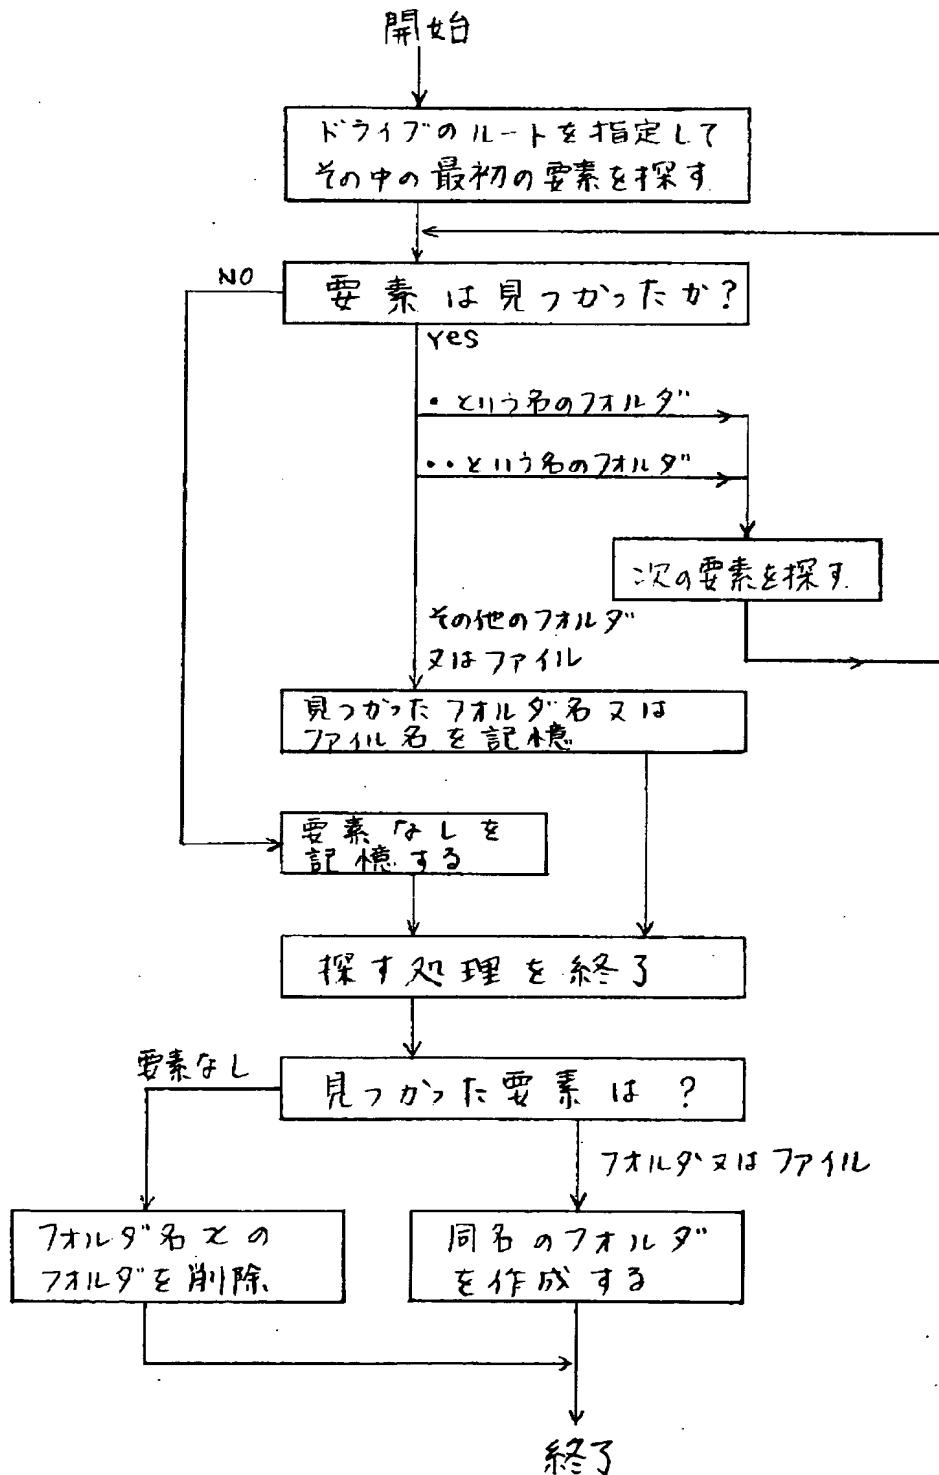 開始
ドライブのルートを指定して
その中の最初の要素を探す
NO
要素は見つかったか?
yes
・という名のフォルダ
・・という名のフォルダ
次の要素を探す
その他のフォルダ
又はファイル
見つかったフォルダ名又は
ファイル名を記憶
要素なしを
記憶する
探す処理を終了
要素なし
見つかった要素は?
フォルダ又はファイル
フォルダ名との
フォルダを削除
同名のフォルダ
を作成する
終了